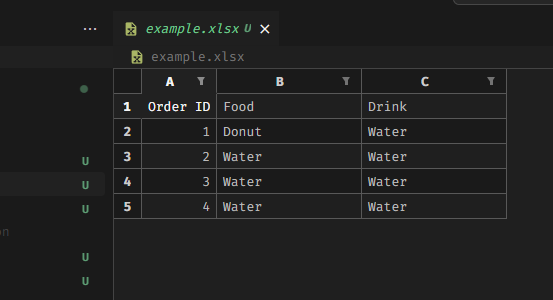 ... example.xlsx U ×
example.xlsx
A B C
1 Order ID Food Drink
2 1 Donut Water
U 3 2 Water Water
U 4 3 Water Water
U 5 4 Water Water
on
U
U